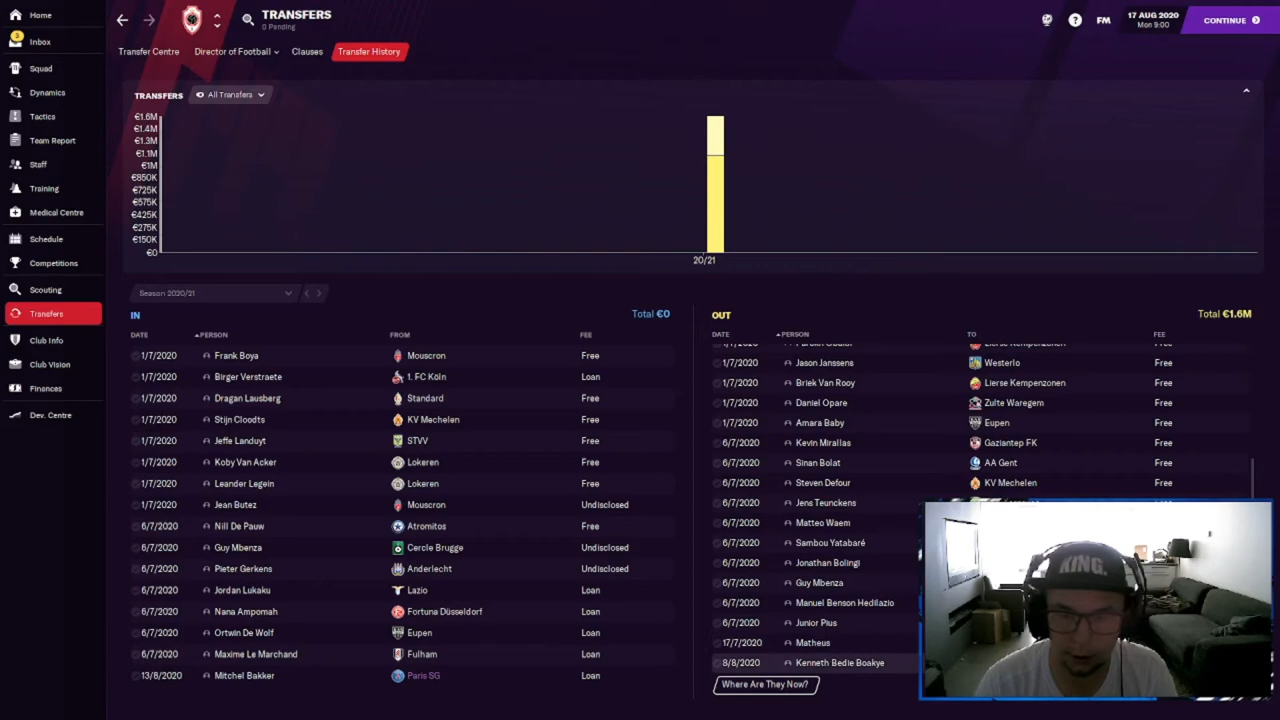 Home
TRANSFERS
0 Pending
FM
17 AUG 2020
Mon 9:00
CONTINUE
3
Inbox
Transfer Centre
Director of Football
Clauses
Transfer History
Squad
Dynamics
Tactics
Team Report
Staff
Training
Medical Centre
Schedule
Competitions
Scouting
Transfers
Club Info
Club Vision
Finances
Dev. Centre
TRANSFERS All Transfers
€1.6M
€1.4M
€1.3M
€1.1M
€1M
€850K
€725K
€575K
€425K
€275K
€150K
€0
20/21
Season 2020/21
IN Total €0
DATE PERSON FROM FEE
1/7/2020 Frank Boya Mouscron Free
1/7/2020 Birger Verstraete 1. FC Köln Loan
1/7/2020 Dragan Lausberg Standard Free
1/7/2020 Stijn Cloodts KV Mechelen Free
1/7/2020 Jeffe Landuyt STVV Free
1/7/2020 Koby Van Acker Lokeren Free
1/7/2020 Leander Legein Lokeren Free
1/7/2020 Jean Butez Mouscron Undisclosed
6/7/2020 Nill De Pauw Atromitos Free
6/7/2020 Guy Mbenza Cercle Brugge Undisclosed
6/7/2020 Pieter Gerkens Anderlecht Undisclosed
6/7/2020 Jordan Lukaku Lazio Loan
6/7/2020 Nana Ampomah Fortuna Düsseldorf Loan
6/7/2020 Ortwin De Wolf Eupen Loan
6/7/2020 Maxime Le Marchand Fulham Loan
13/8/2020 Mitchel Bakker Paris SG Loan
OUT Total €1.6M
DATE PERSON TO FEE
1/7/2020 Lierse Kempenzonen Free
1/7/2020 Jason Janssens Westerlo Free
1/7/2020 Briek Van Rooy Lierse Kempenzonen Free
1/7/2020 Daniel Opare Zulte Waregem Free
1/7/2020 Amara Baby Eupen Free
6/7/2020 Kevin Mirallas Gaziantep FK Free
6/7/2020 Sinan Bolat AA Gent Free
6/7/2020 Steven Defour KV Mechelen Free
6/7/2020 Jens Teunckens
6/7/2020 Matteo Waem
6/7/2020 Sambou Yatabaré
6/7/2020 Jonathan Bolingi
6/7/2020 Guy Mbenza
6/7/2020 Manuel Benson Hedilazio
6/7/2020 Junior Pius
17/7/2020 Matheus
8/8/2020 Kenneth Bedie Boakye
Where Are They Now?
KING.